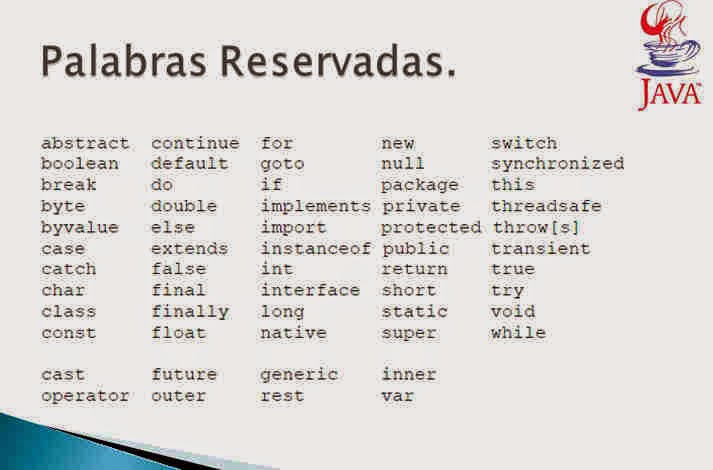 Palabras Reservadas.
JAVA™
abstract continue for new switch
boolean default goto null synchronized
break do if package this
byte double implements private threadsafe
byvalue else import protected throw[s]
case extends instanceof public transient
catch false int return true
char final interface short try
class finally long static void
const float native super while
cast future generic inner
operator outer rest var